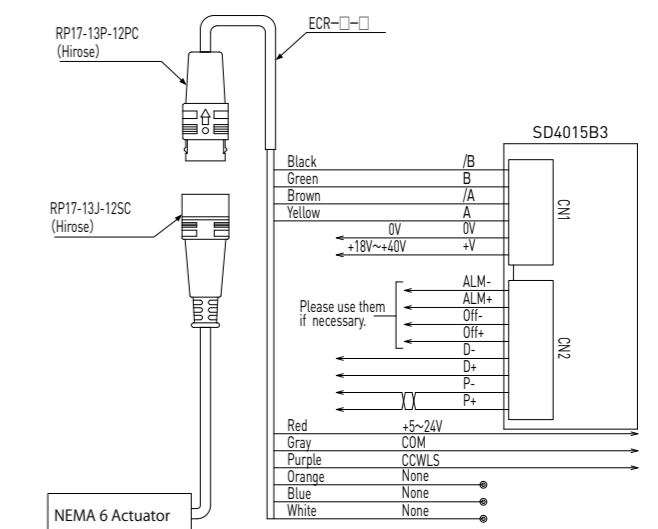 RP17-13P-12PC
(Hirose)
ECR-□-□
SD4015B3
RP17-13J-12SC
(Hirose)
Black /B
Green B
Brown /A
Yellow A
0V 0V
+18V~+40V +V
CN1
ALM-
ALM+
Off-
Off+
Please use them
if necessary.
D-
D+
P-
P+
CN2
Red +5~24V
Gray COM
Purple CCWLS
Orange None
Blue None
White None
NEMA 6 Actuator